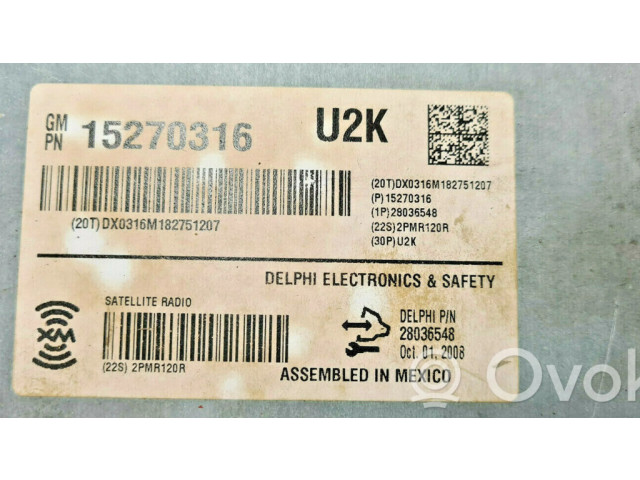 GM
PN 15270316 U2K
(20T)DX0316M182751207
(P)15270316
(1P)28036548
(22S)2PMR120R
(30P)U2K
(20T)DX0316M182751207
DELPHI ELECTRONICS & SAFETY
SATELLITE RADIO
XM
(22S) 2PMR120R
DELPHI P/N
28036548
Oct. 01, 2008
ASSEMBLED IN MEXICO
Ovok